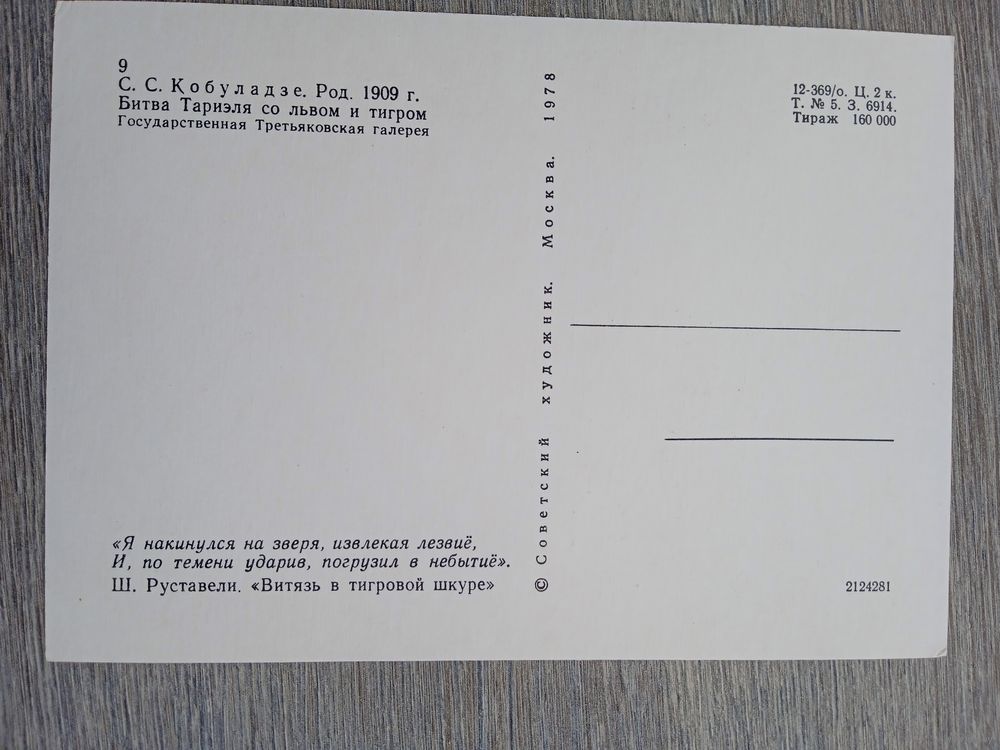 9
С. С. Кобуладзе. Род. 1909 г.
Битва Тариэля со львом и тигром
Государственная Третьяковская галерея
«Я накинулся на зверя, извлекая лезвиё,
И, по темени ударив, погрузил в небытиё».
Ш. Руставели. «Витязь в тигровой шкуре»
© Советский художник. Москва. 1978
12-369/о. Ц. 2 к.
Т. № 5. З. 6914.
Тираж 160 000
2124281